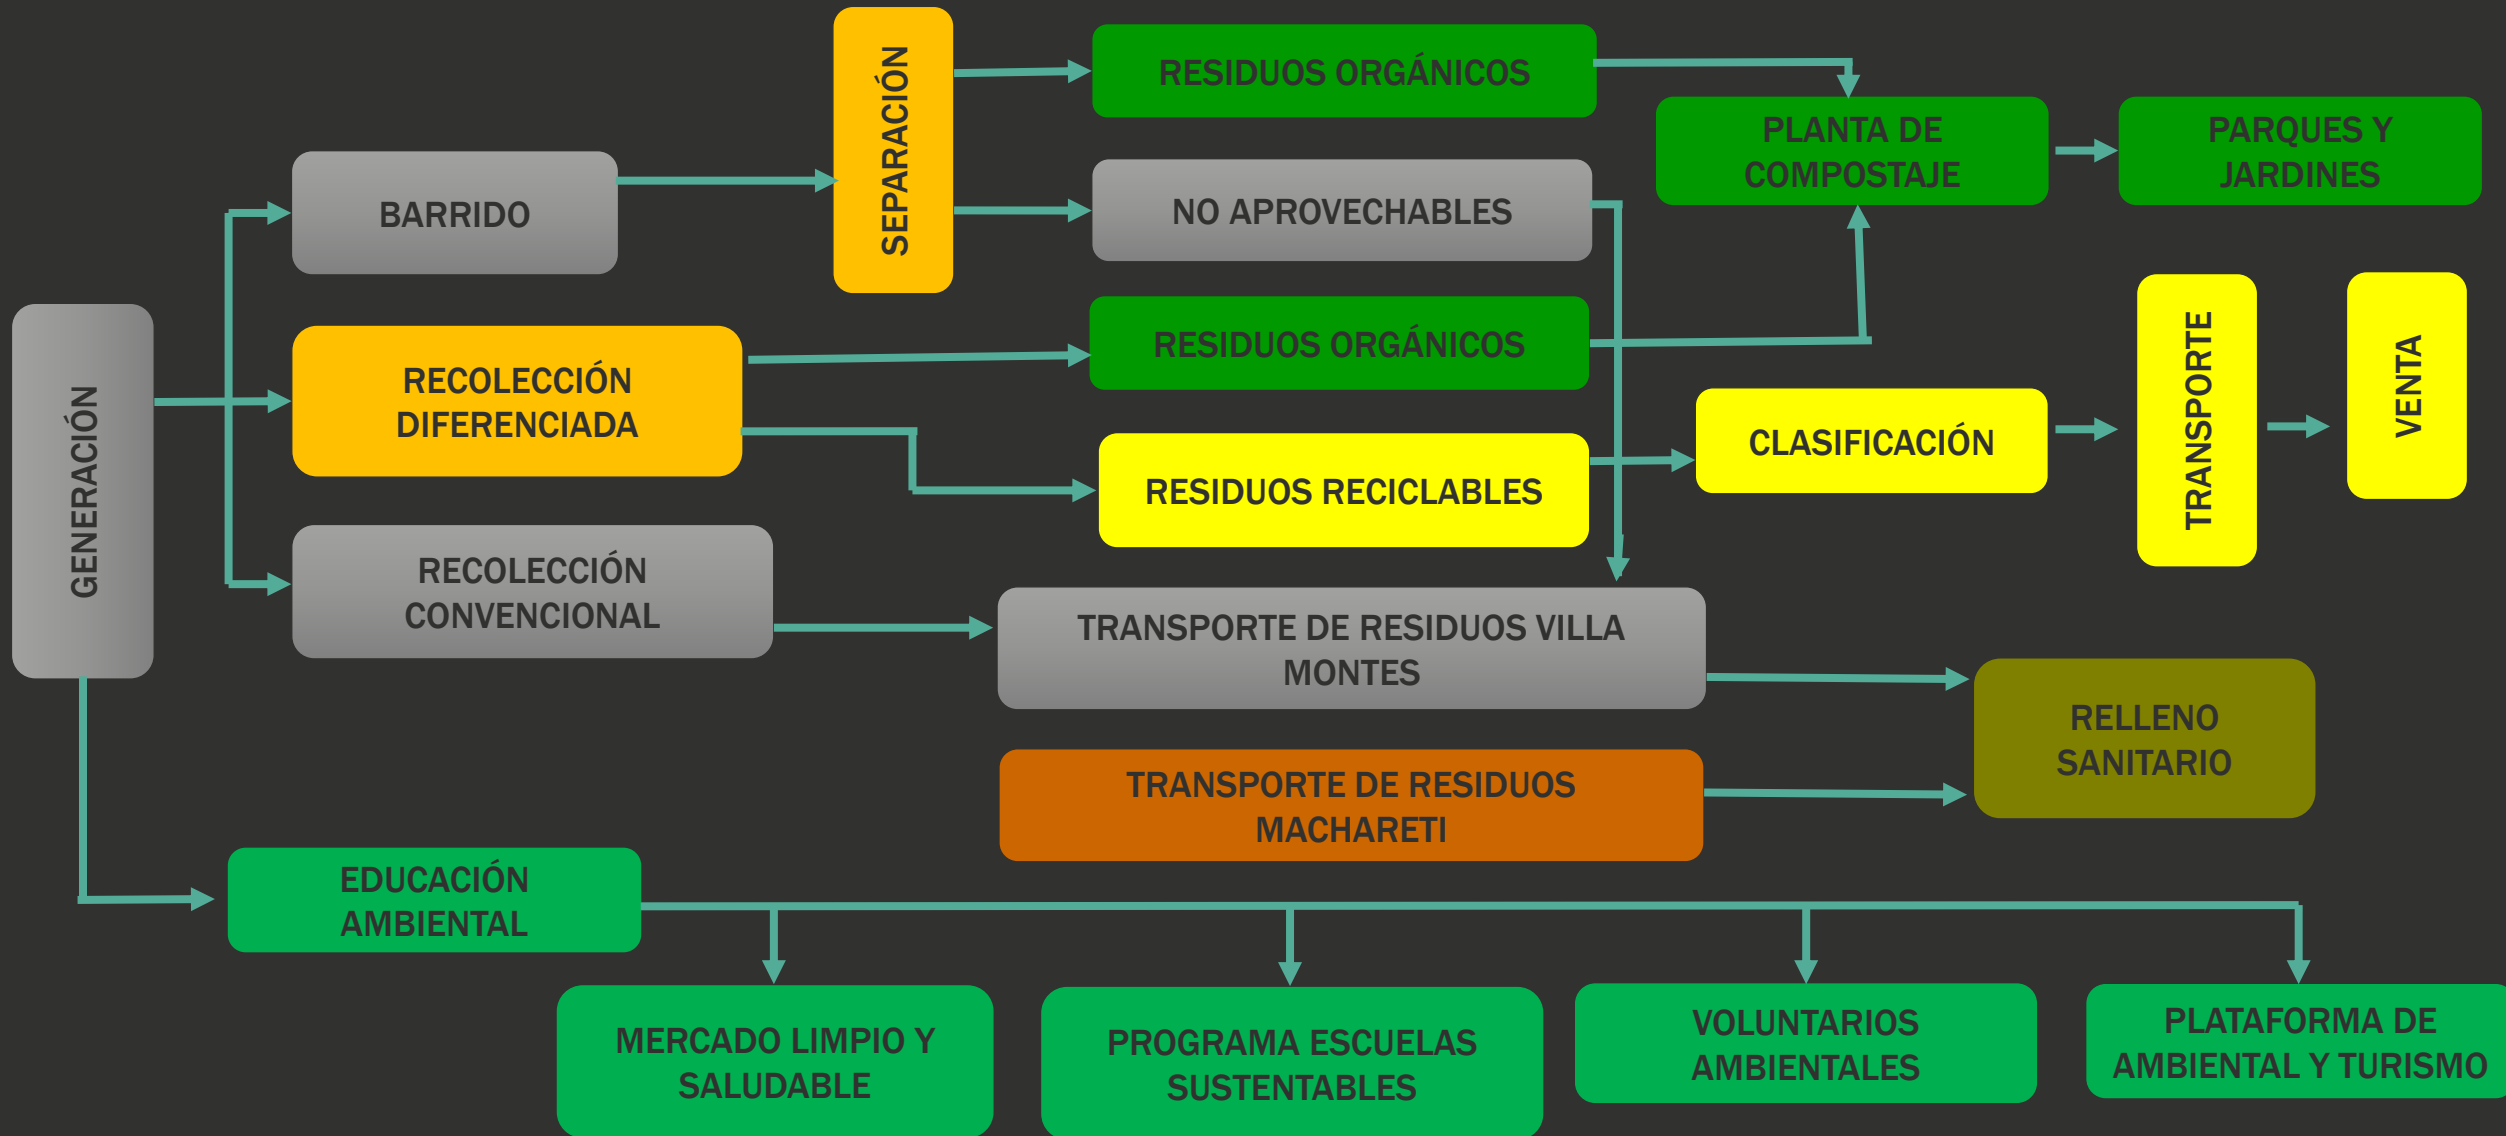 GENERACIÓN
BARRIDO
SEPARACIÓN
RESIDUOS ORGÁNICOS
NO APROVECHABLES
PLANTA DE
COMPOSTAJE
PARQUES Y
JARDINES
RECOLECCIÓN
DIFERENCIADA
RESIDUOS ORGÁNICOS
RESIDUOS RECICLABLES
CLASIFICACIÓN
TRANSPORTE
VENTA
RECOLECCIÓN
CONVENCIONAL
TRANSPORTE DE RESIDUOS VILLA
MONTES
TRANSPORTE DE RESIDUOS
MACHARETI
RELLENO
SANITARIO
EDUCACIÓN
AMBIENTAL
MERCADO LIMPIO Y
SALUDABLE
PROGRAMA ESCUELAS
SUSTENTABLES
VOLUNTARIOS
AMBIENTALES
PLATAFORMA DE
AMBIENTAL Y TURISMO